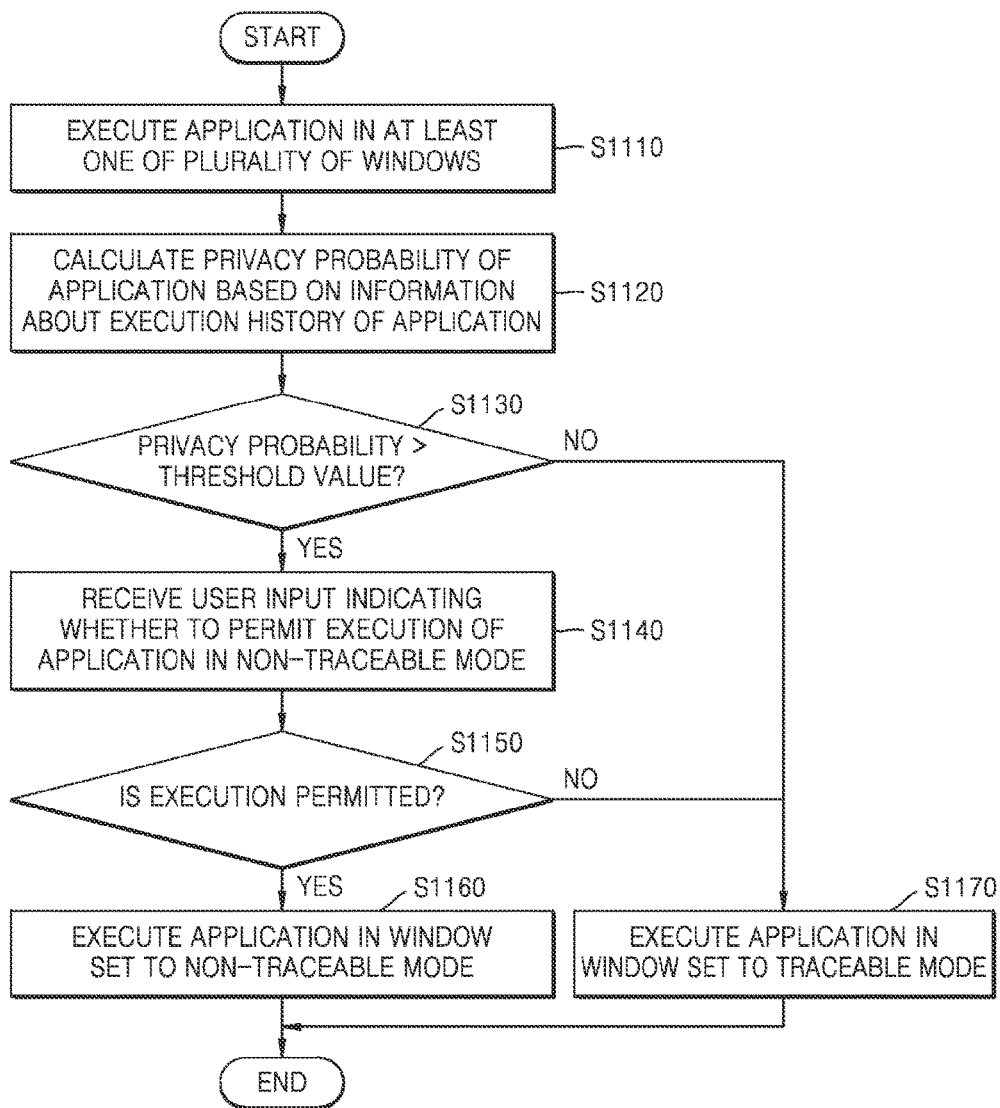 START
EXECUTE APPLICATION IN AT LEAST
ONE OF PLURALITY OF WINDOWS
S1110
CALCULATE PRIVACY PROBABILITY OF
APPLICATION BASED ON INFORMATION
ABOUT EXECUTION HISTORY OF APPLICATION
S1120
S1130
PRIVACY PROBABILITY >
THRESHOLD VALUE?
NO
YES
RECEIVE USER INPUT INDICATING
WHETHER TO PERMIT EXECUTION OF
APPLICATION IN NON-TRACEABLE MODE
S1140
S1150
IS EXECUTION PERMITTED?
NO
YES
S1160
EXECUTE APPLICATION IN WINDOW
SET TO NON-TRACEABLE MODE
S1170
EXECUTE APPLICATION IN
WINDOW SET TO TRACEABLE MODE
END